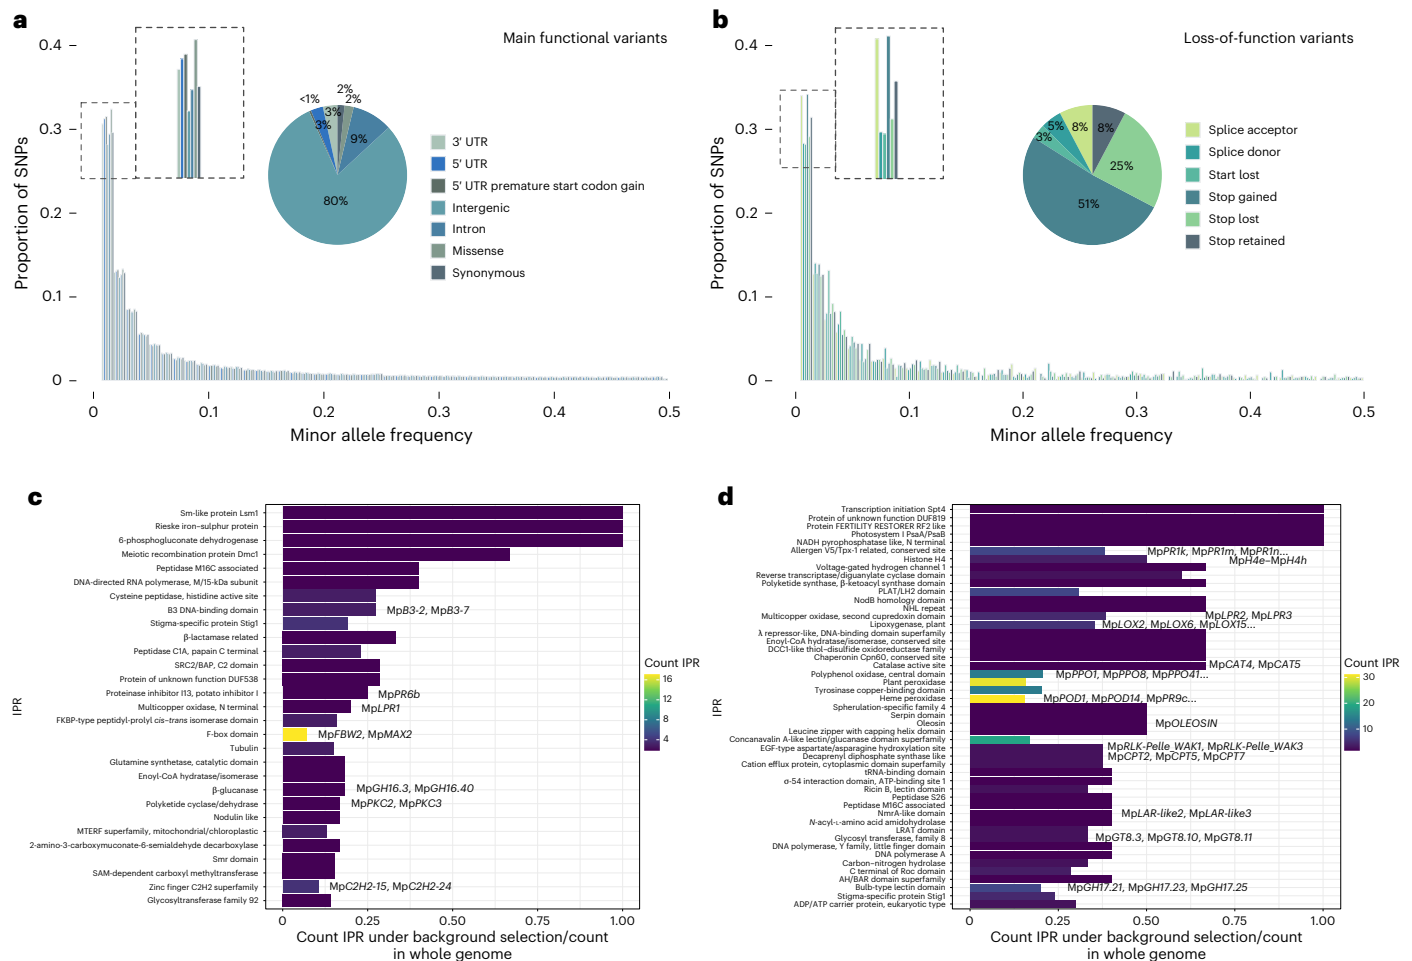 a
Main functional variants
Proportion of SNPs
0.4
0.3
0.2
0.1
0
<1%
3%
3%
2%
2%
9%
80%
3' UTR
5' UTR
5' UTR premature start codon gain
Intergenic
Intron
Missense
Synonymous
0
0.1
0.2
0.3
0.4
0.5
Minor allele frequency
b
Loss-of-function variants
Proportion of SNPs
0.4
0.3
0.2
0.1
0
3%
5%
8%
8%
25%
51%
Splice acceptor
Splice donor
Start lost
Stop gained
Stop lost
Stop retained
0
0.1
0.2
0.3
0.4
0.5
Minor allele frequency
c
IPR
Sm-like protein Lsm1
Rieske iron–sulphur protein
6-phosphogluconate dehydrogenase
Meiotic recombination protein Dmc1
Peptidase M16C associated
DNA-directed RNA polymerase, M/15-kDa subunit
Cysteine peptidase, histidine active site
B3 DNA-binding domain
MpB3-2, MpB3-7
Stigma-specific protein Stig1
β-lactamase related
Peptidase C1A, papain C terminal
SRC2/BAP, C2 domain
Protein of unknown function DUF538
Proteinase inhibitor I13, potato inhibitor I
MpPR6b
Multicopper oxidase, N terminal
MpLPR1
FKBP-type peptidyl-prolyl cis–trans isomerase domain
F-box domain
MpFBW2, MpMAX2
Tubulin
Glutamine synthetase, catalytic domain
Enoyl-CoA hydratase/isomerase
β-glucanase
MpGH16.3, MpGH16.40
Polyketide cyclase/dehydrase
MpPKC2, MpPKC3
Nodulin like
MTERF superfamily, mitochondrial/chloroplastic
2-amino-3-carboxymuconate-6-semialdehyde decarboxylase
Smr domain
SAM-dependent carboxyl methyltransferase
Zinc finger C2H2 superfamily
MpC2H2-15, MpC2H2-24
Glycosyltransferase family 92
0
0.25
0.50
0.75
1.00
Count IPR under background selection/count
in whole genome
Count IPR
16
12
8
4
d
IPR
Transcription initiation Spt4
Protein of unknown function DUF819
Protein FERTILITY RESTORER RF2 like
Photosystem I PsaA/PsaB
NADH pyrophosphatase like, N terminal
Allergen V5/Tpx-1 related, conserved site
MpPR1k, MpPR1m, MpPR1n...
Histone H4
MpH4e–MpH4h
Voltage-gated hydrogen channel 1
Reverse transcriptase/diguanylate cyclase domain
Polyketide synthase, β-ketoacyl synthase domain
PLAT/LH2 domain
NodB homology domain
NHL repeat
Multicopper oxidase, second cupredoxin domain
MpLPR2, MpLPR3
Lipoxygenase, plant
MpLOX2, MpLOX6, MpLOX15...
λ repressor-like, DNA-binding domain superfamily
Enoyl-CoA hydratase/isomerase, conserved site
DCC1-like thiol–disulfide oxidoreductase family
Chaperonin Cpn60, conserved site
Catalase active site
MpCAT4, MpCAT5
Polyphenol oxidase, central domain
MpPPO1, MpPPO8, MpPPO41...
Plant peroxidase
Tyrosinase copper-binding domain
Heme peroxidase
MpPOD1, MpPOD14, MpPR9c...
Spherulation-specific family 4
Serpin domain
Oleosin
MpOLEOSIN
Leucine zipper with capping helix domain
Concanavalin A-like lectin/glucanase domain superfamily
EGF-type aspartate/asparagine hydroxylation site
MpRLK-Pelle_WAK1, MpRLK-Pelle_WAK3
Decaprenyl diphosphate synthase like
MpCPT2, MpCPT5, MpCPT7
Cation efflux protein, cytoplasmic domain superfamily
tRNA-binding domain
σ-54 interaction domain, ATP-binding site 1
Ricin B, lectin domain
Peptidase S26
Peptidase M16C associated
NmrA-like domain
MpLAR-like2, MpLAR-like3
N-acyl-L-amino acid amidohydrolase
LRAT domain
Glycosyl transferase, family 8
MpGT8.3, MpGT8.10, MpGT8.11
DNA polymerase, Y family, little finger domain
DNA polymerase A
Carbon–nitrogen hydrolase
C terminal of Roc domain
AH/BAR domain superfamily
Bulb-type lectin domain
MpGH17.21, MpGH17.23, MpGH17.25
Stigma-specific protein Stig1
ADP/ATP carrier protein, eukaryotic type
0
0.25
0.50
0.75
1.00
Count IPR under background selection/count
in whole genome
Count IPR
30
20
10